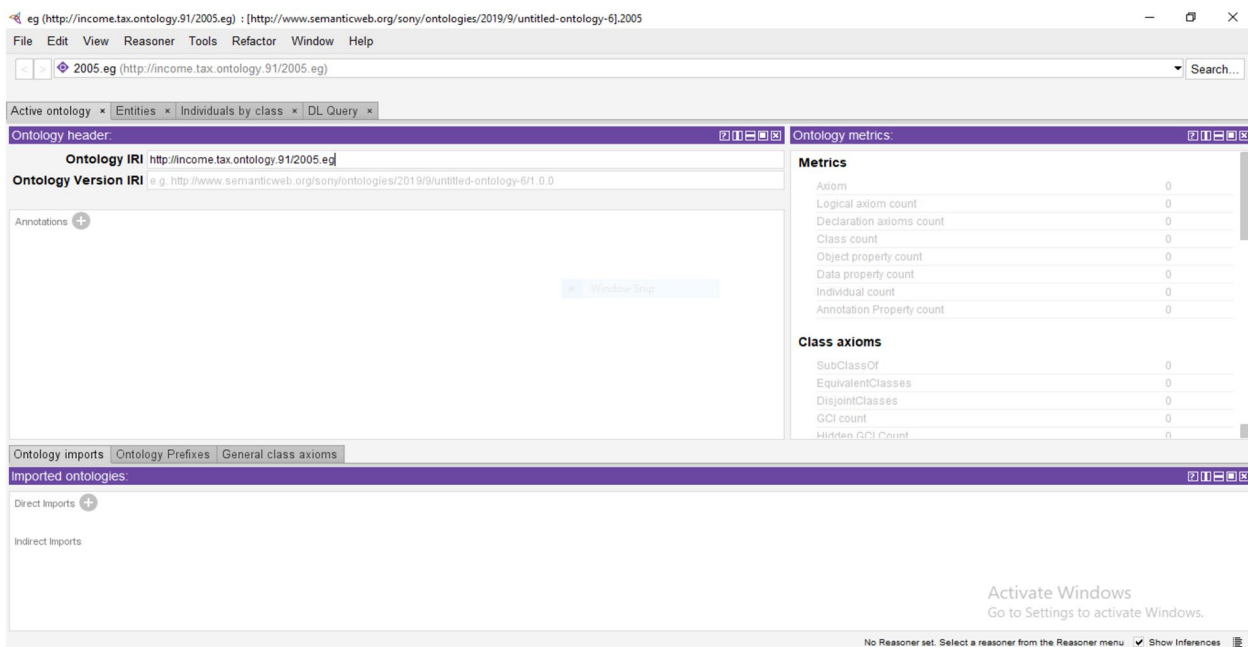 eg (http://income.tax.ontology.91/2005.eg) : [http://www.semanticweb.org/sony/ontologies/2019/9/untitled-ontology-6].2005
File Edit View Reasoner Tools Refactor Window Help
< > 2005.eg (http://income.tax.ontology.91/2005.eg) Search...
Active ontology × Entities × Individuals by class × DL Query ×
Ontology header:
Ontology IRI http://income.tax.ontology.91/2005.eg
Ontology Version IRI e.g. http://www.semanticweb.org/sony/ontologies/2019/9/untitled-ontology-6/1.0.0
Annotations +
Window Snip
Ontology metrics:
Metrics
Axiom 0
Logical axiom count 0
Declaration axioms count 0
Class count 0
Object property count 0
Data property count 0
Individual count 0
Annotation Property count 0
Class axioms
SubClassOf 0
EquivalentClasses 0
DisjointClasses 0
GCI count 0
Hidden GCI Count 0
Ontology imports Ontology Prefixes General class axioms
Imported ontologies:
Direct Imports +
Indirect Imports
Activate Windows
Go to Settings to activate Windows.
No Reasoner set. Select a reasoner from the Reasoner menu Show Inferences